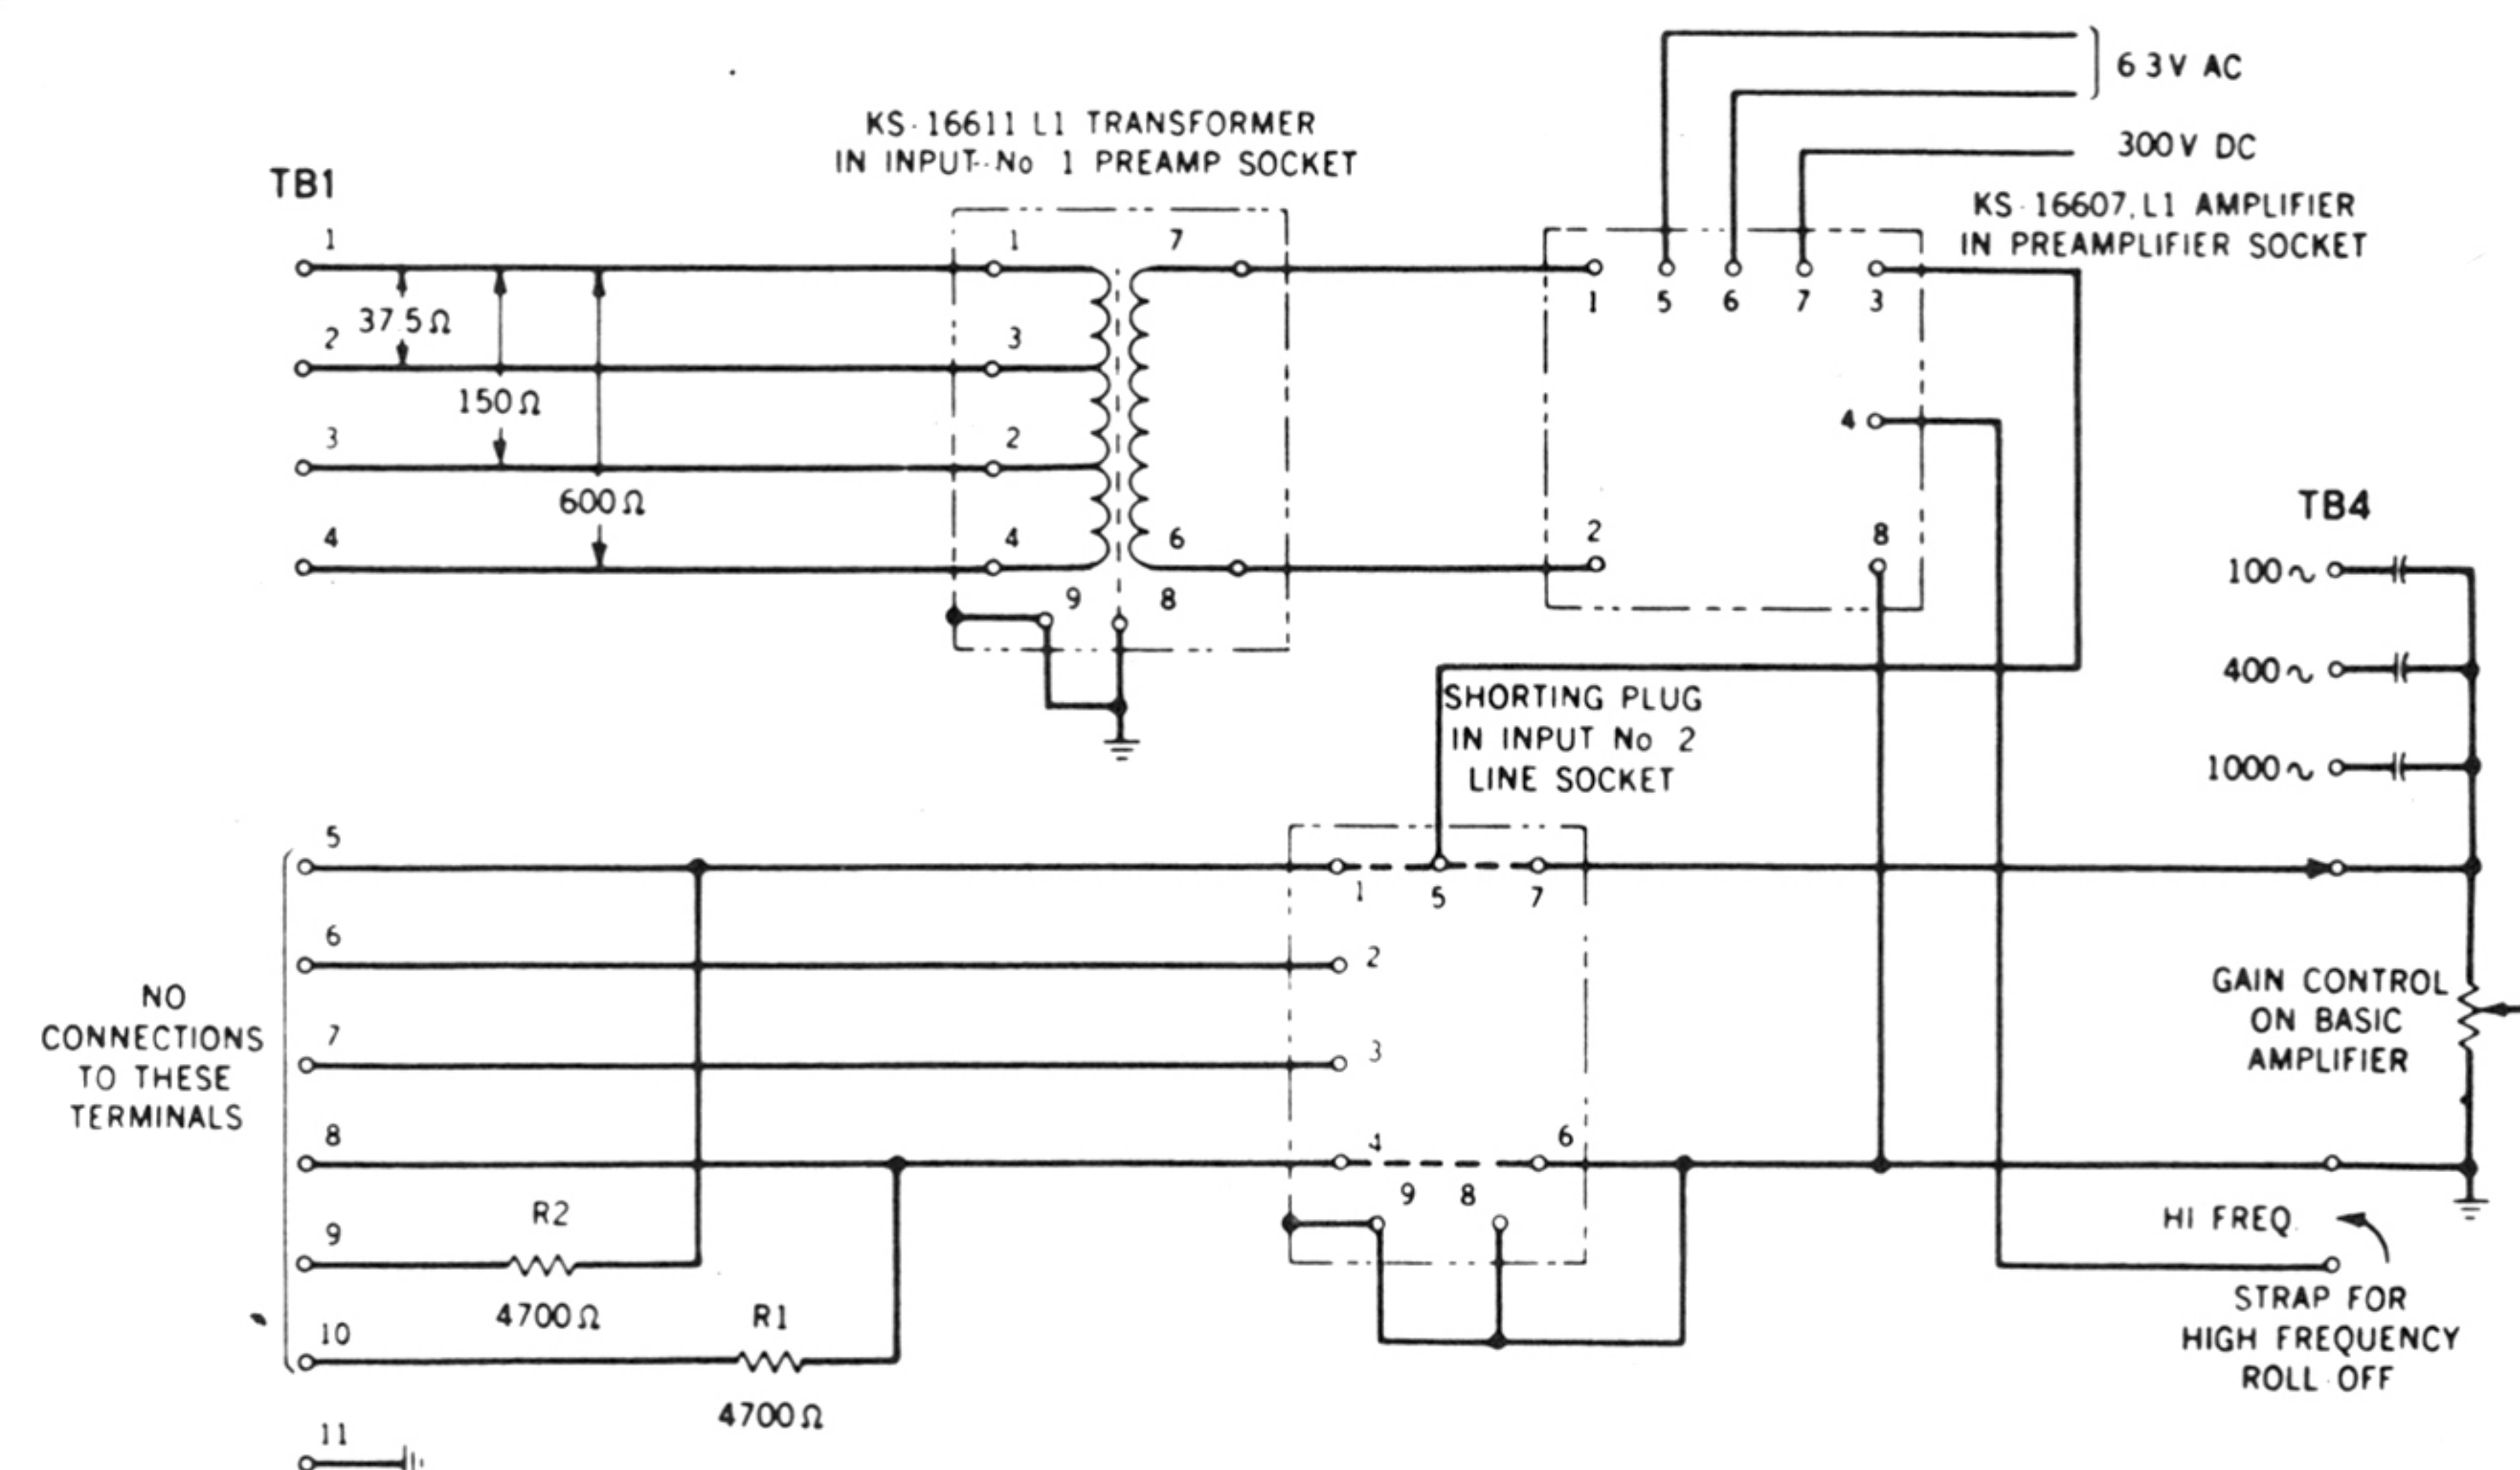 6 3V AC
300V DC
KS-16611 L1 TRANSFORMER
IN INPUT-No 1 PREAMP SOCKET
KS-16607, L1 AMPLIFIER
IN PREAMPLIFIER SOCKET
TB1
1
2
3
4
37 5Ω
150Ω
600Ω
1
3
2
4
7
6
9
8
1
5
6
7
3
4
2
8
SHORTING PLUG
IN INPUT No 2
LINE SOCKET
TB4
100~
400~
1000~
5
6
7
8
9
10
11
NO
CONNECTIONS
TO THESE
TERMINALS
R2
4700Ω
R1
4700Ω
1
5
7
2
3
4
6
9
8
GAIN CONTROL
ON BASIC
AMPLIFIER
HI FREQ.
STRAP FOR
HIGH FREQUENCY
ROLL OFF